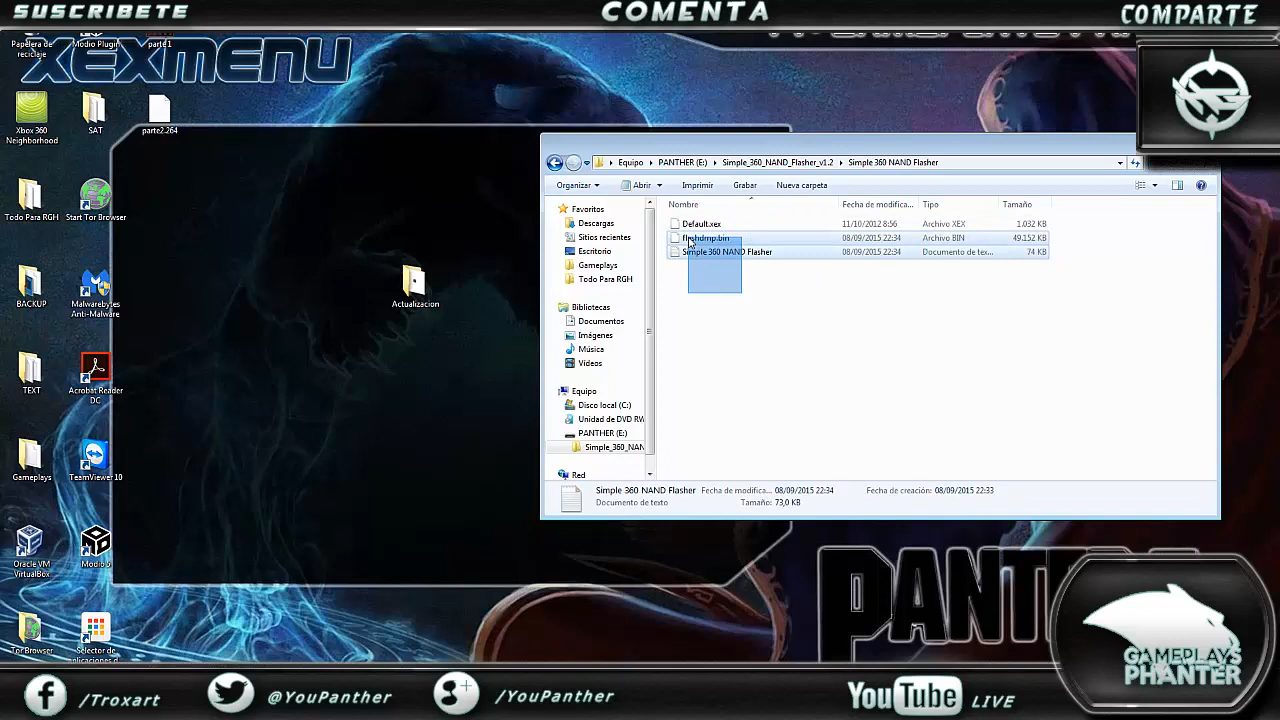 SUSCRIBETE
COMENTA
COMPARTE
XEXMENU
Papelera de reciclaje
Modio Plugin
parte1
Xbox 360
Neighborhood
SAT
parte2.264
Todo Para RGH
Start Tor Browser
BACKUP
Malwarebytes
Anti-Malware
Actualizacion
TEXT
Acrobat Reader
DC
Gameplays
TeamViewer 10
Oracle VM
VirtualBox
Modio 5
Tor Browser
Selector de
Equipo
PANTHER (E:)
Simple_360_NAND_Flasher_v1.2
Simple 360 NAND Flasher
Organizar
Abrir
Imprimir
Grabar
Nueva carpeta
Nombre
Fecha de modifica...
Tipo
Tamaño
Default.xex
11/10/2012 8:56
Archivo XEX
1.032 KB
flashdmp.bin
08/09/2015 22:34
Archivo BIN
49.152 KB
Simple 360 NAND Flasher
08/09/2015 22:34
Documento de tex...
74 KB
Favoritos
Descargas
Sitios recientes
Escritorio
Gameplays
Todo Para RGH
Bibliotecas
Documentos
Imágenes
Música
Vídeos
Equipo
Disco local (C:)
Unidad de DVD RW
PANTHER (E:)
Simple_360_NAN
Red
Simple 360 NAND Flasher
Fecha de modifica... 08/09/2015 22:34
Fecha de creación: 08/09/2015 22:33
Documento de texto
Tamaño: 73,0 KB
GAMEPLAYS
PHANTER
/Troxart
@YouPanther
/YouPanther
YouTube LIVE